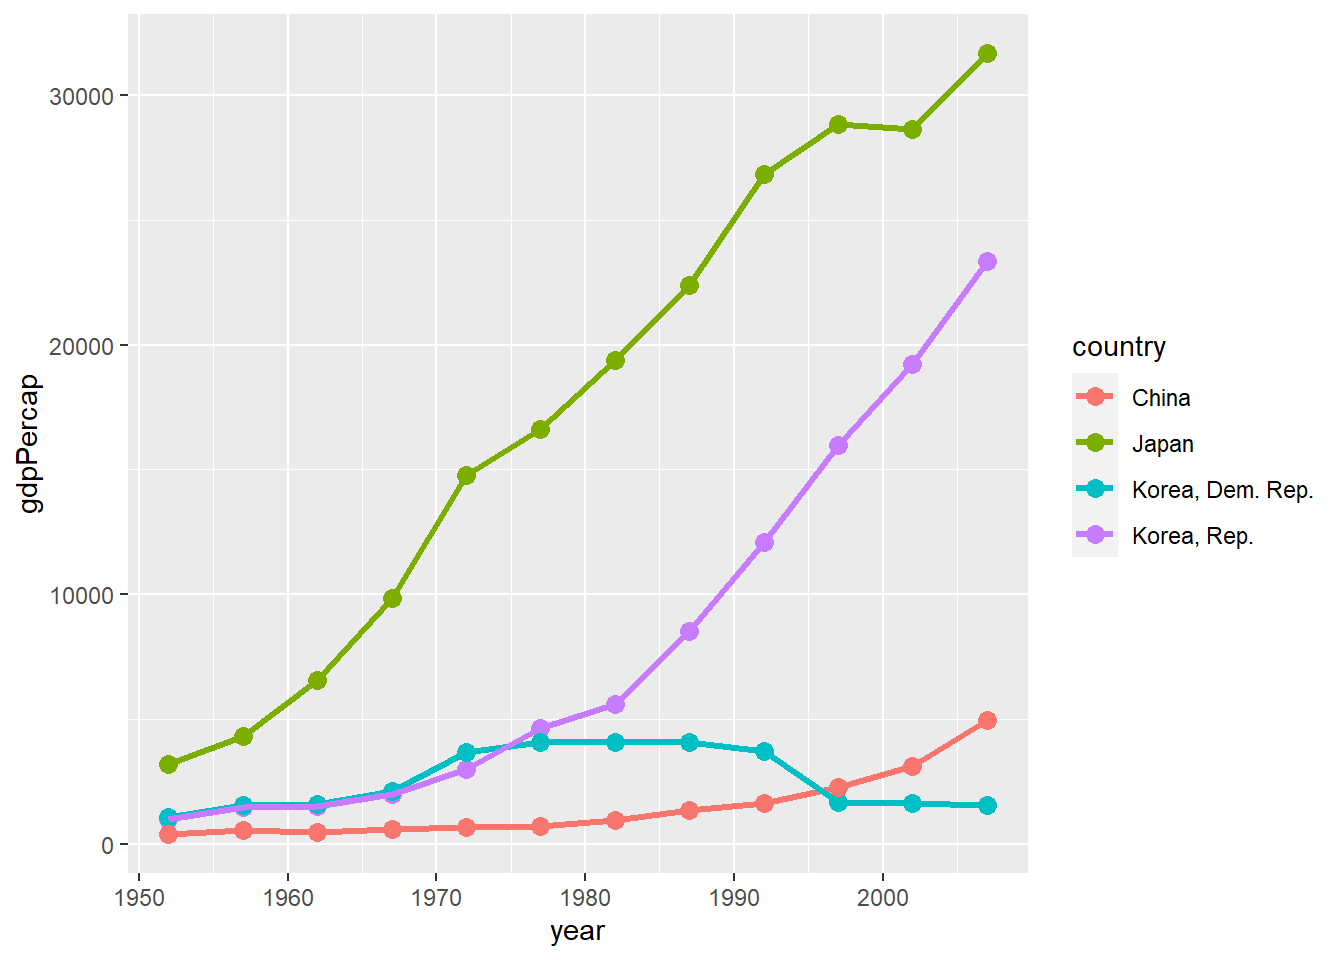 30000
20000
10000
0
gdpPercap
1950 1960 1970 1980 1990 2000
year
country
China
Japan
Korea, Dem. Rep.
Korea, Rep.